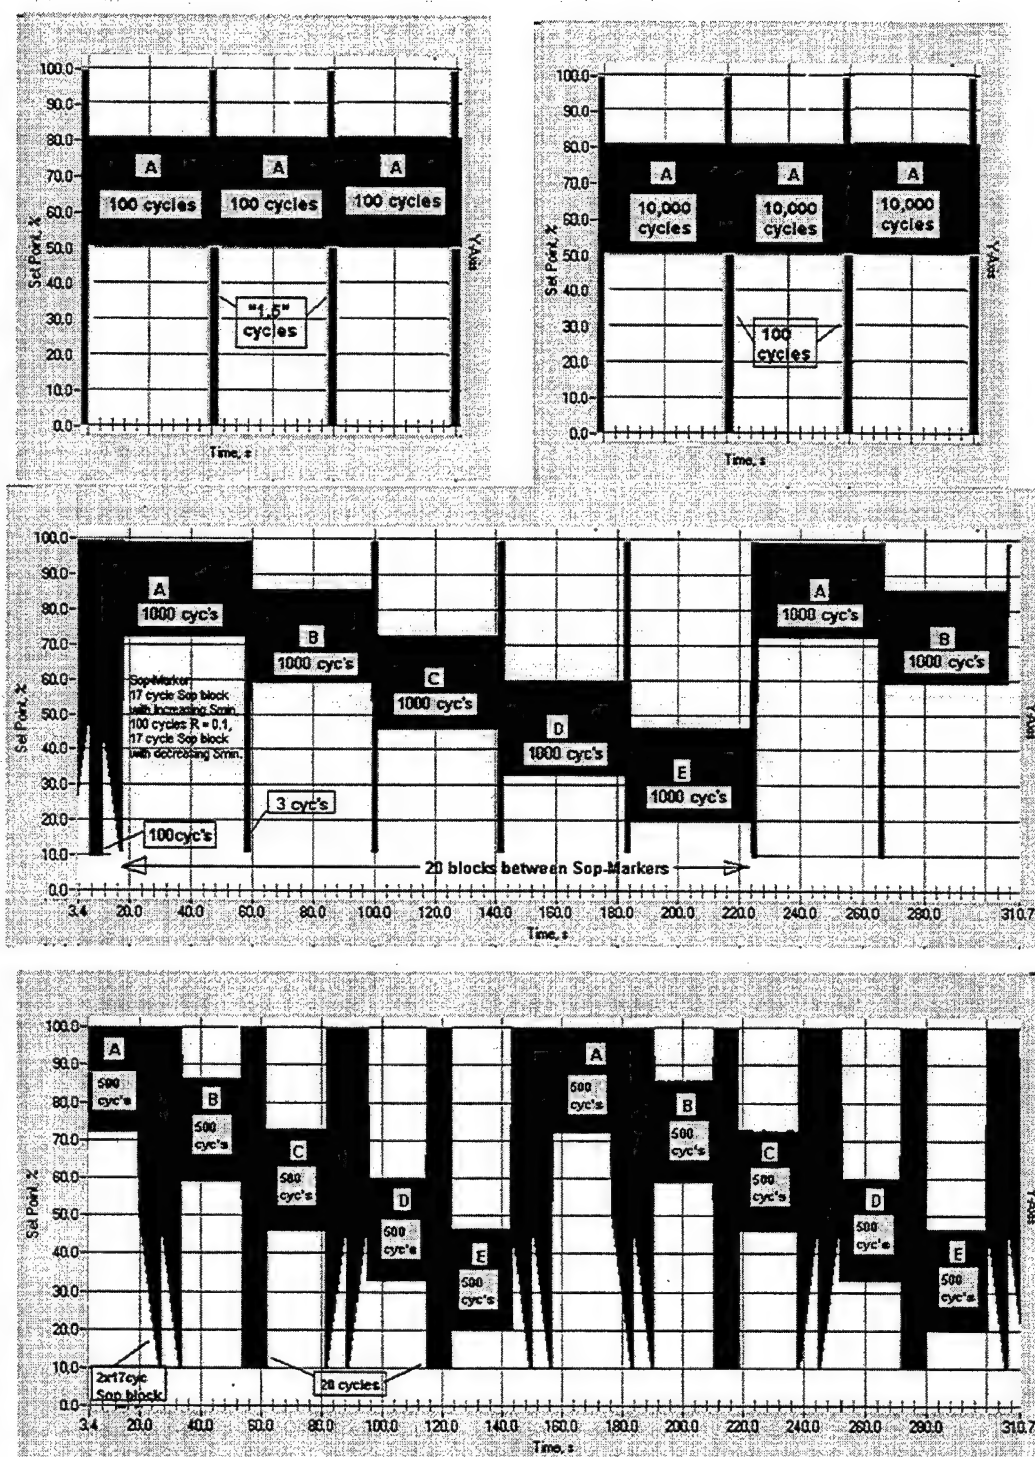 100.0
90.0
80.0
70.0
60.0
50.0
40.0
30.0
20.0
10.0
0.0
Set Point, %
A
100 cycles
A
100 cycles
A
100 cycles
"1.5"
cycles
Y-Axis
Time, s
100.0
90.0
80.0
70.0
60.0
50.0
40.0
30.0
20.0
10.0
0.0
Set Point, %
A
10,000
cycles
A
10,000
cycles
A
10,000
cycles
100
cycles
Y-Axis
Time, s
100.0
90.0
80.0
70.0
60.0
50.0
40.0
30.0
20.0
10.0
0.0
Set Point, %
A
1000 cyc's
B
1000 cyc's
C
1000 cyc's
D
1000 cyc's
E
1000 cyc's
A
1000 cyc's
B
1000 cyc's
Sop-Marker
17 cycle Sop block
with increasing Smin.
100 cycles R = 0.1,
17 cycle Sop block
with decreasing Smin.
3 cyc's
100cyc's
20 blocks between Sop-Markers
Y-Axis
3.4 20.0 40.0 60.0 80.0 100.0 120.0 140.0 160.0 180.0 200.0 220.0 240.0 260.0 280.0 310.7
Time, s
100.0
90.0
80.0
70.0
60.0
50.0
40.0
30.0
20.0
10.0
0.0
Set Point, %
A
500
cyc's
B
500
cyc's
C
500
cyc's
D
500
cyc's
E
500
cyc's
A
500
cyc's
B
500
cyc's
C
500
cyc's
D
500
cyc's
E
500
cyc's
2x17cyc
Sop block
20 cycles
3.4 20.0 40.0 60.0 80.0 100.0 120.0 140.0 160.0 180.0 200.0 220.0 240.0 260.0 280.0 310.7
Time, s